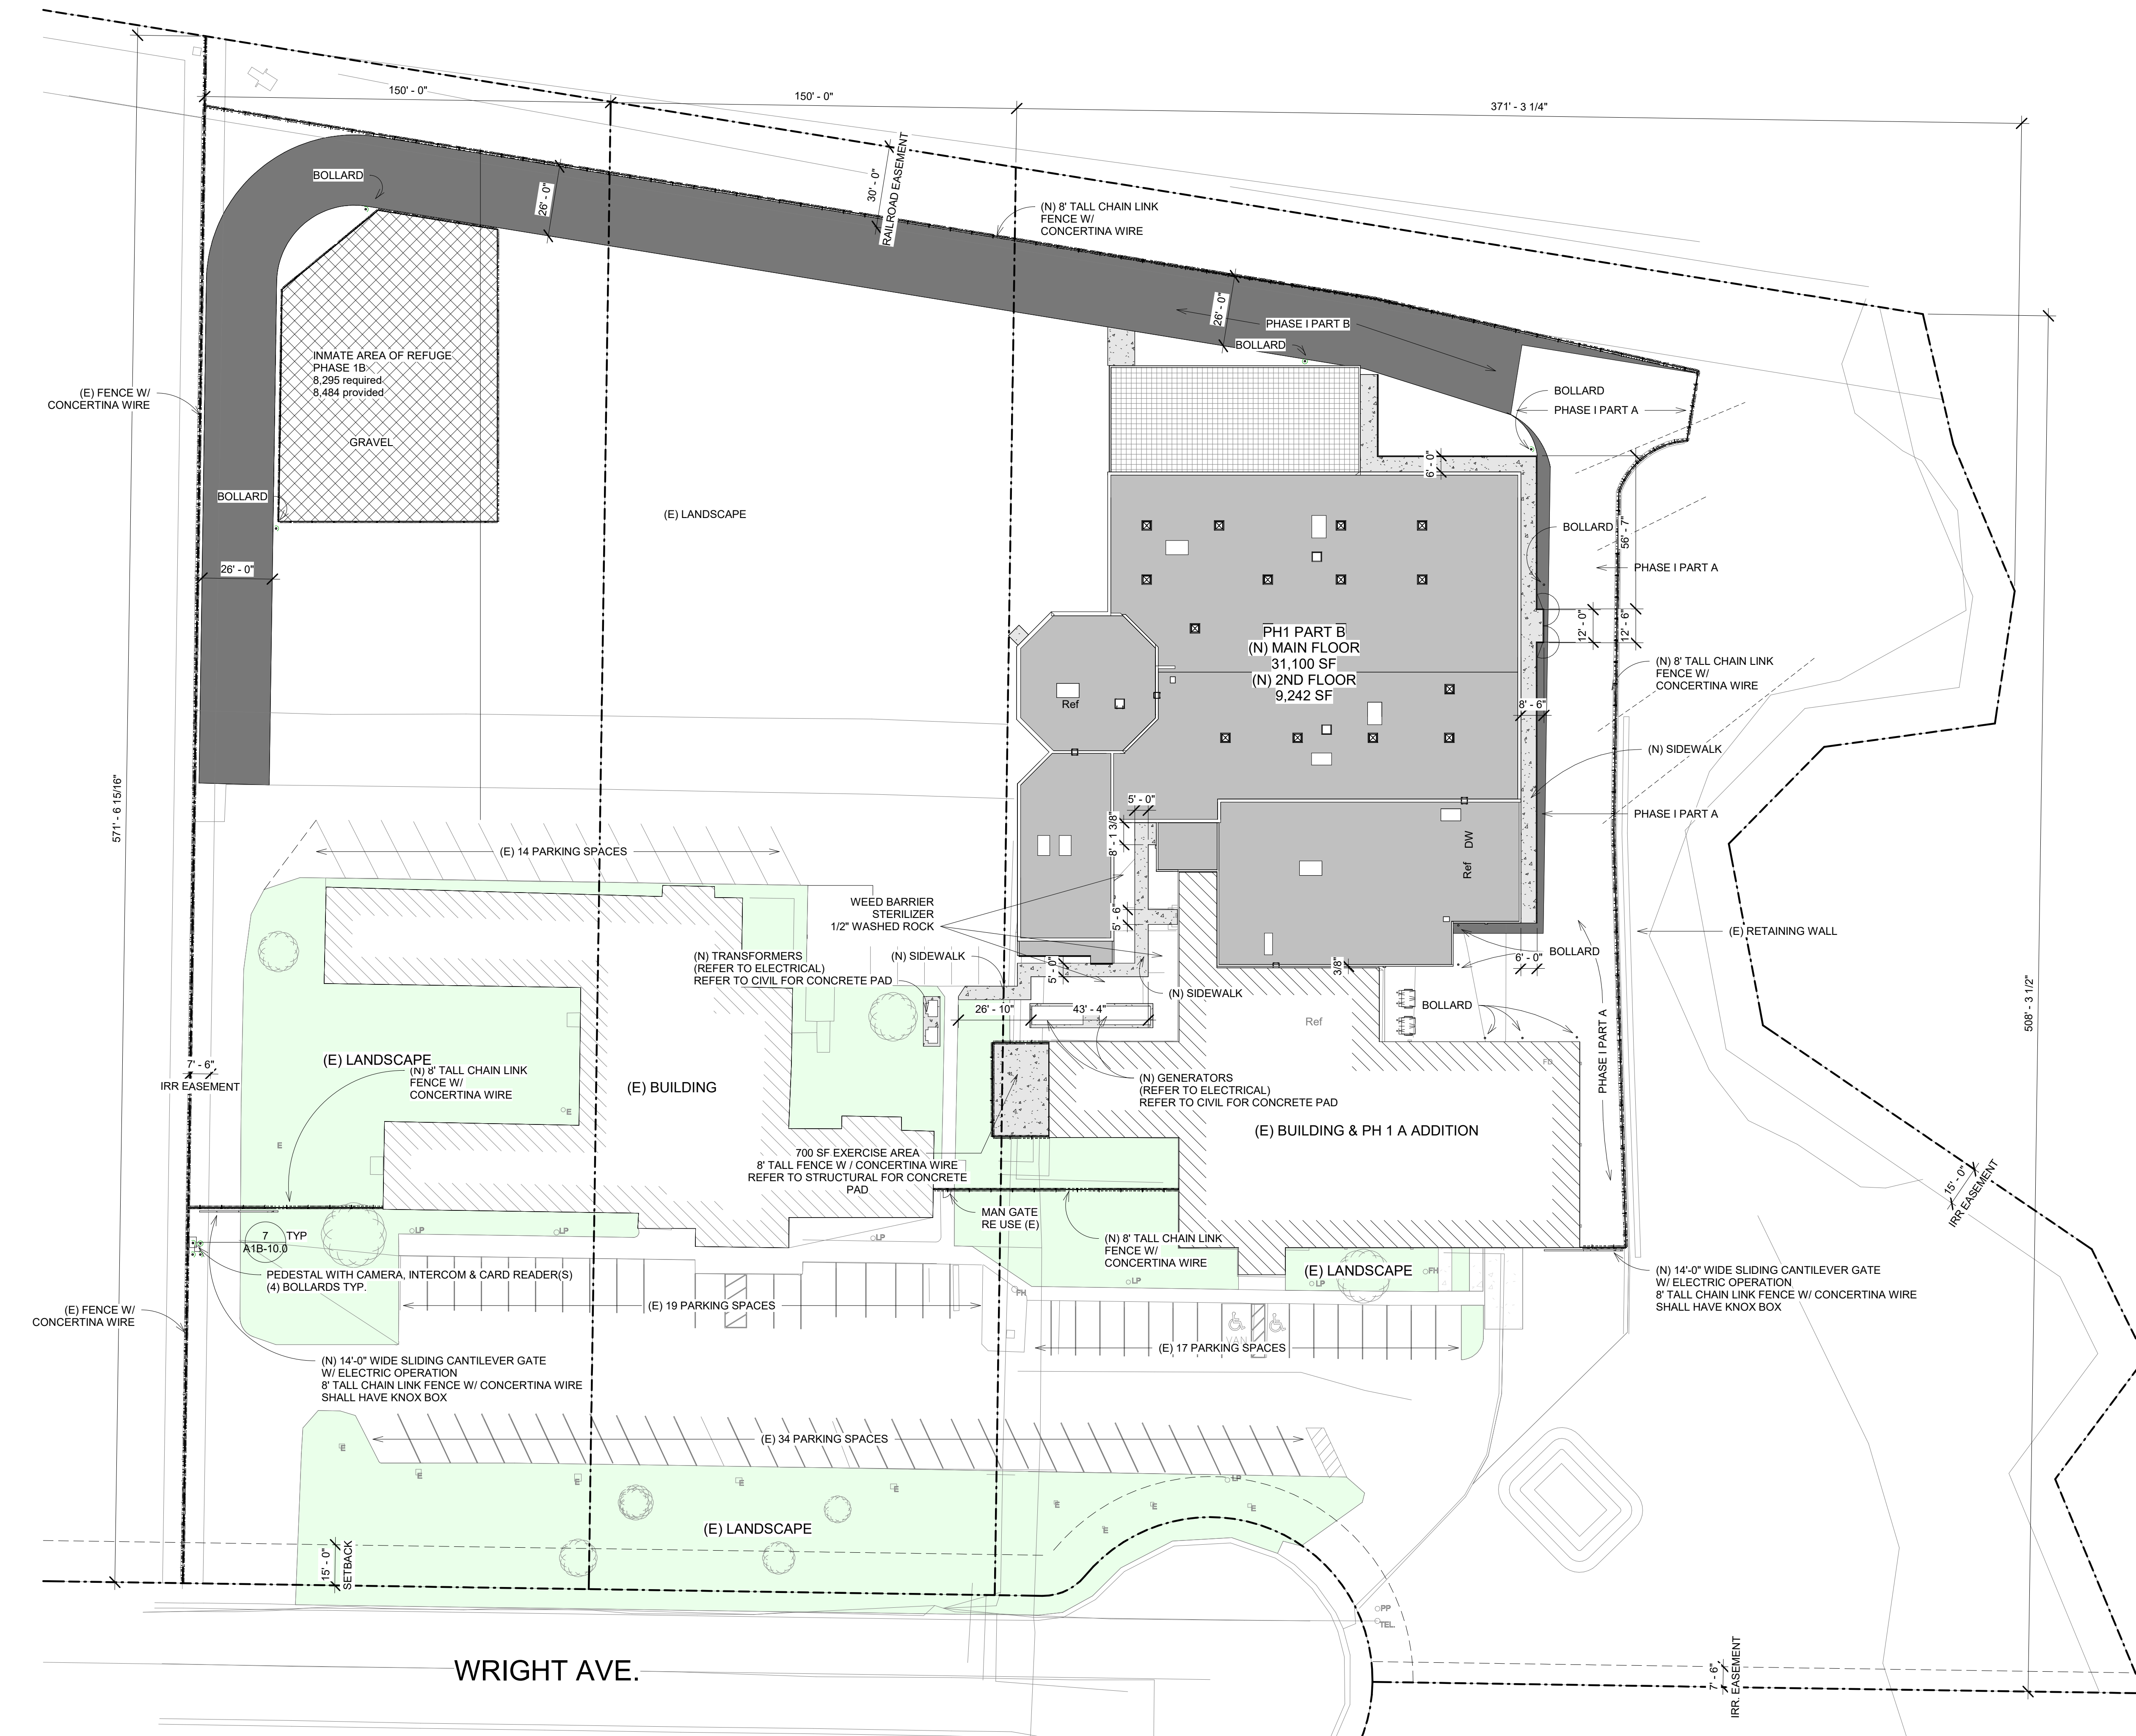 150' - 0"
150' - 0"
371' - 3 1/4"
BOLLARD
26' - 0"
30' - 0"
RAILROAD EASEMENT
(N) 8' TALL CHAIN LINK
FENCE W/
CONCERTINA WIRE
26' - 0"
PHASE I PART B
BOLLARD
INMATE AREA OF REFUGE
PHASE 1B
8,295 required
8,484 provided
GRAVEL
(E) FENCE W/
CONCERTINA WIRE
BOLLARD
PHASE I PART A
BOLLARD
(E) LANDSCAPE
6' - 0"
BOLLARD
56' - 7"
PHASE I PART A
26' - 0"
12' - 0"
12' - 6"
PH1 PART B
(N) MAIN FLOOR
31,100 SF
(N) 2ND FLOOR
9,242 SF
(N) 8' TALL CHAIN LINK
FENCE W/
CONCERTINA WIRE
Ref
8' - 6"
(N) SIDEWALK
571' - 6 15/16"
5' - 0"
8' - 1 3/8"
PHASE I PART A
Ref
DW
(E) 14 PARKING SPACES
WEED BARRIER
STERILIZER
1/2" WASHED ROCK
5' - 6"
(E) RETAINING WALL
(N) TRANSFORMERS
(REFER TO ELECTRICAL)
REFER TO CIVIL FOR CONCRETE PAD
(N) SIDEWALK
5' - 0"
3/8"
BOLLARD
6' - 0"
(N) SIDEWALK
26' - 10"
43' - 4"
Ref
BOLLARD
508' - 3 1/2"
PHASE I PART A
(E) LANDSCAPE
7' - 6"
IRR EASEMENT
(N) 8' TALL CHAIN LINK
FENCE W/
CONCERTINA WIRE
(E) BUILDING
FD
(N) GENERATORS
(REFER TO ELECTRICAL)
REFER TO CIVIL FOR CONCRETE PAD
E
E
(E) BUILDING & PH 1 A ADDITION
700 SF EXERCISE AREA
8' TALL FENCE W / CONCERTINA WIRE
REFER TO STRUCTURAL FOR CONCRETE
PAD
15' - 0"
IRR EASEMENT
MAN GATE
RE USE (E)
7
A1B-10.0
TYP
LP
LP
LP
(N) 8' TALL CHAIN LINK
FENCE W/
CONCERTINA WIRE
(E) LANDSCAPE
FH
LP
LP
FH
PEDESTAL WITH CAMERA, INTERCOM & CARD READER(S)
(4) BOLLARDS TYP.
(N) 14'-0" WIDE SLIDING CANTILEVER GATE
W/ ELECTRIC OPERATION
8' TALL CHAIN LINK FENCE W/ CONCERTINA WIRE
SHALL HAVE KNOX BOX
(E) FENCE W/
CONCERTINA WIRE
(E) 19 PARKING SPACES
VAN
(E) 17 PARKING SPACES
(N) 14'-0" WIDE SLIDING CANTILEVER GATE
W/ ELECTRIC OPERATION
8' TALL CHAIN LINK FENCE W/ CONCERTINA WIRE
SHALL HAVE KNOX BOX
(E) 34 PARKING SPACES
E
E
E
E
E
LP
E
E
E
E
(E) LANDSCAPE
15' - 0"
SETBACK
PP
TEL.
WRIGHT AVE.
7' - 6"
IRR. EASEMENT